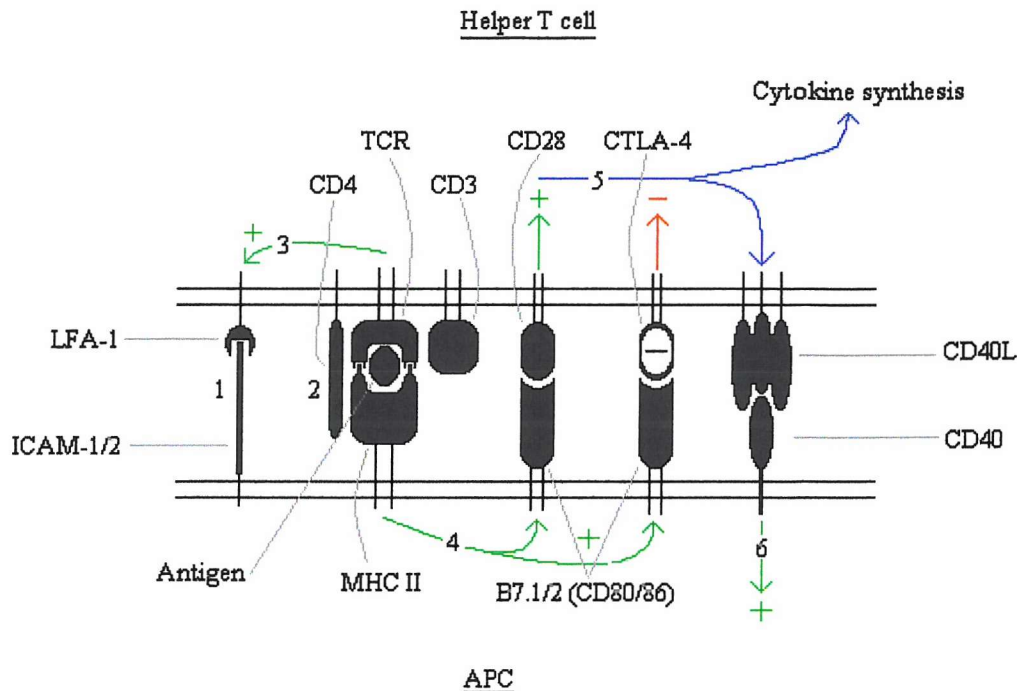 Helper T cell
Cytokine synthesis
TCR
CD28
CTLA-4
CD4
CD3
5
+
−
+
3
LFA-1
CD40L
1
2
−
ICAM-1/2
CD40
4
+
6
Antigen
MHC II
B7.1/2 (CD80/86)
+
APC